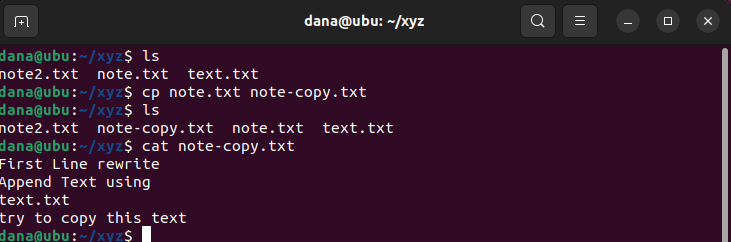 dana@ubu: ~/xyz
dana@ubu:~/xyz$ ls
note2.txt  note.txt  text.txt
dana@ubu:~/xyz$ cp note.txt note-copy.txt
dana@ubu:~/xyz$ ls
note2.txt  note-copy.txt  note.txt  text.txt
dana@ubu:~/xyz$ cat note-copy.txt
First Line rewrite
Append Text using
text.txt
try to copy this text
dana@ubu:~/xyz$